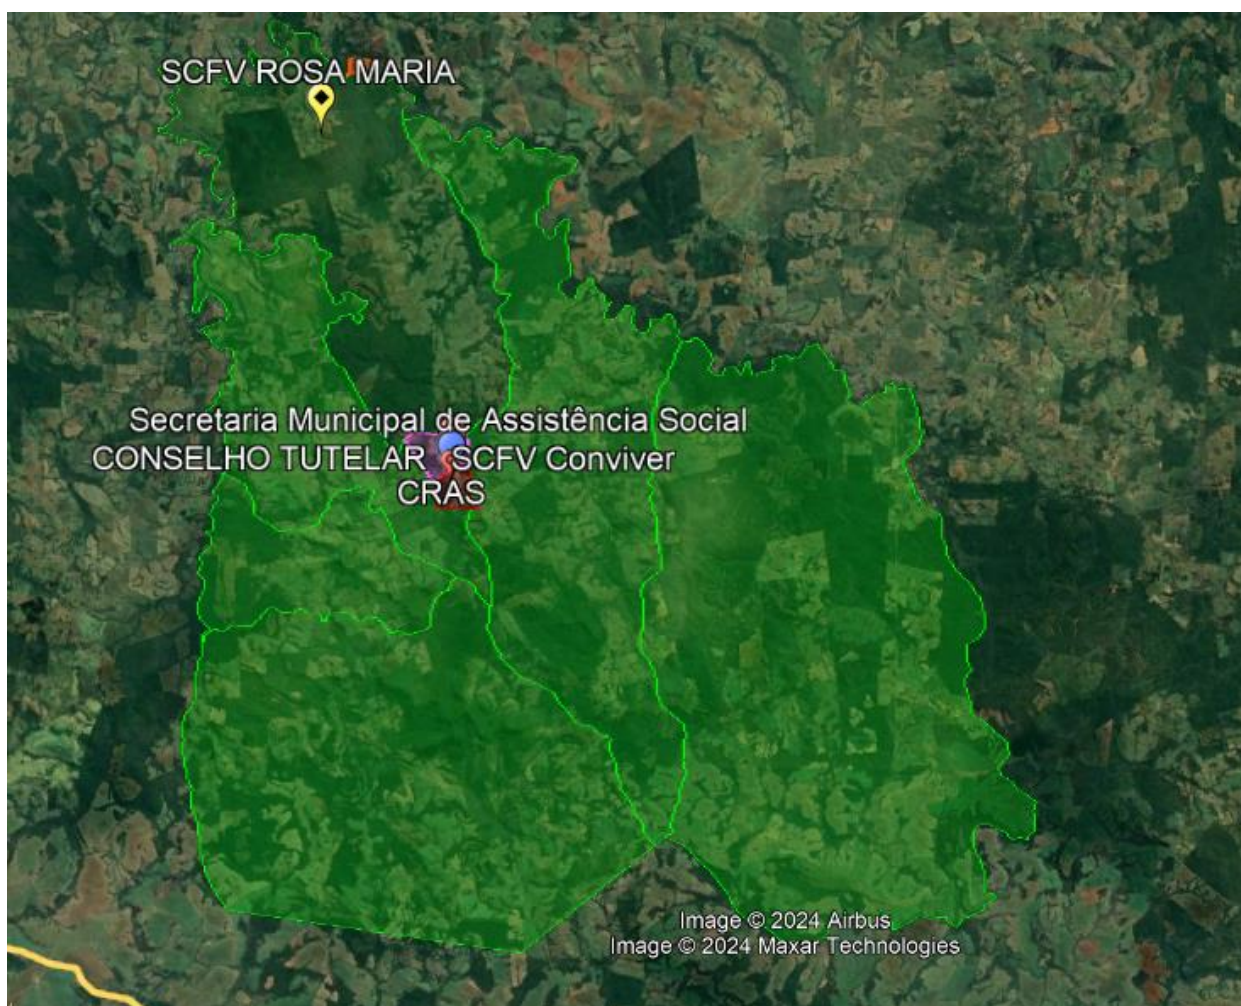 SCFV ROSA MARIA
Secretaria Municipal de Assistência Social
CONSELHO TUTELAR SCFV Conviver
CRAS
Image © 2024 Airbus
Image © 2024 Maxar Technologies